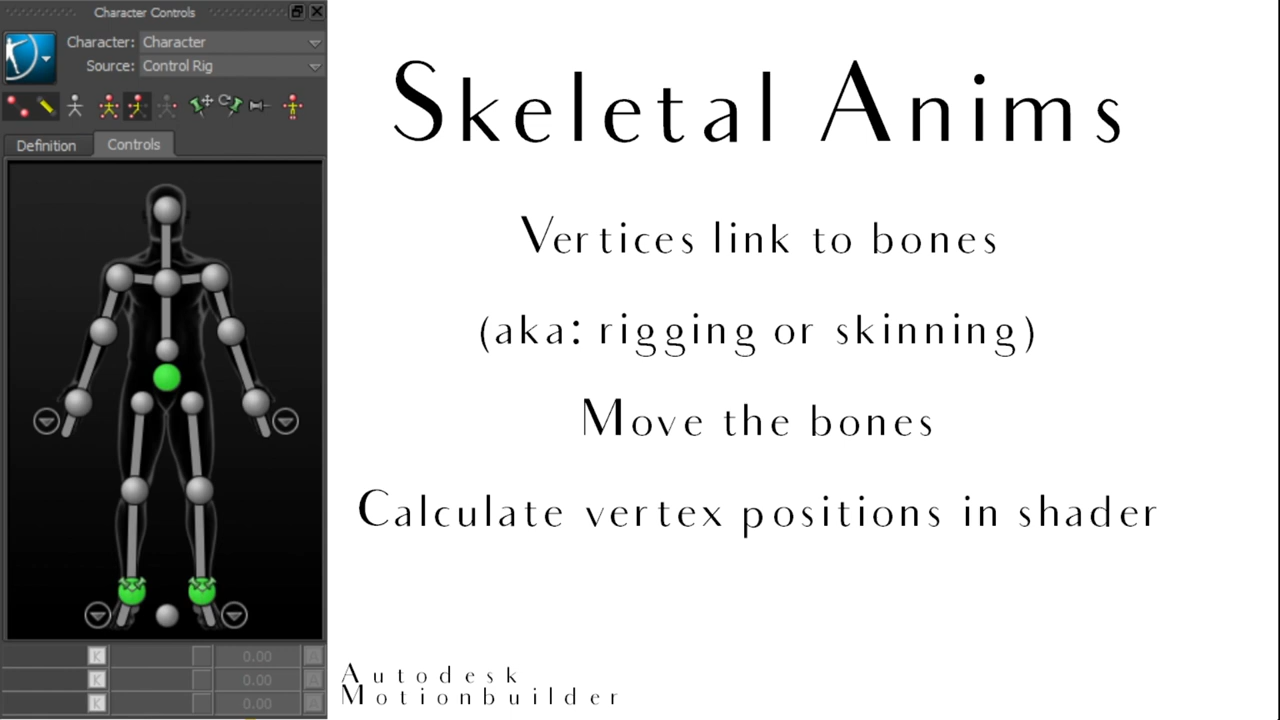 Character Controls
Character: Character
Source: Control Rig
Definition Controls
K 0.00 A
K 0.00 A
K 0.00 A
Skeletal Anims
Vertices link to bones
(aka: rigging or skinning)
Move the bones
Calculate vertex positions in shader
Autodesk
Motionbuilder